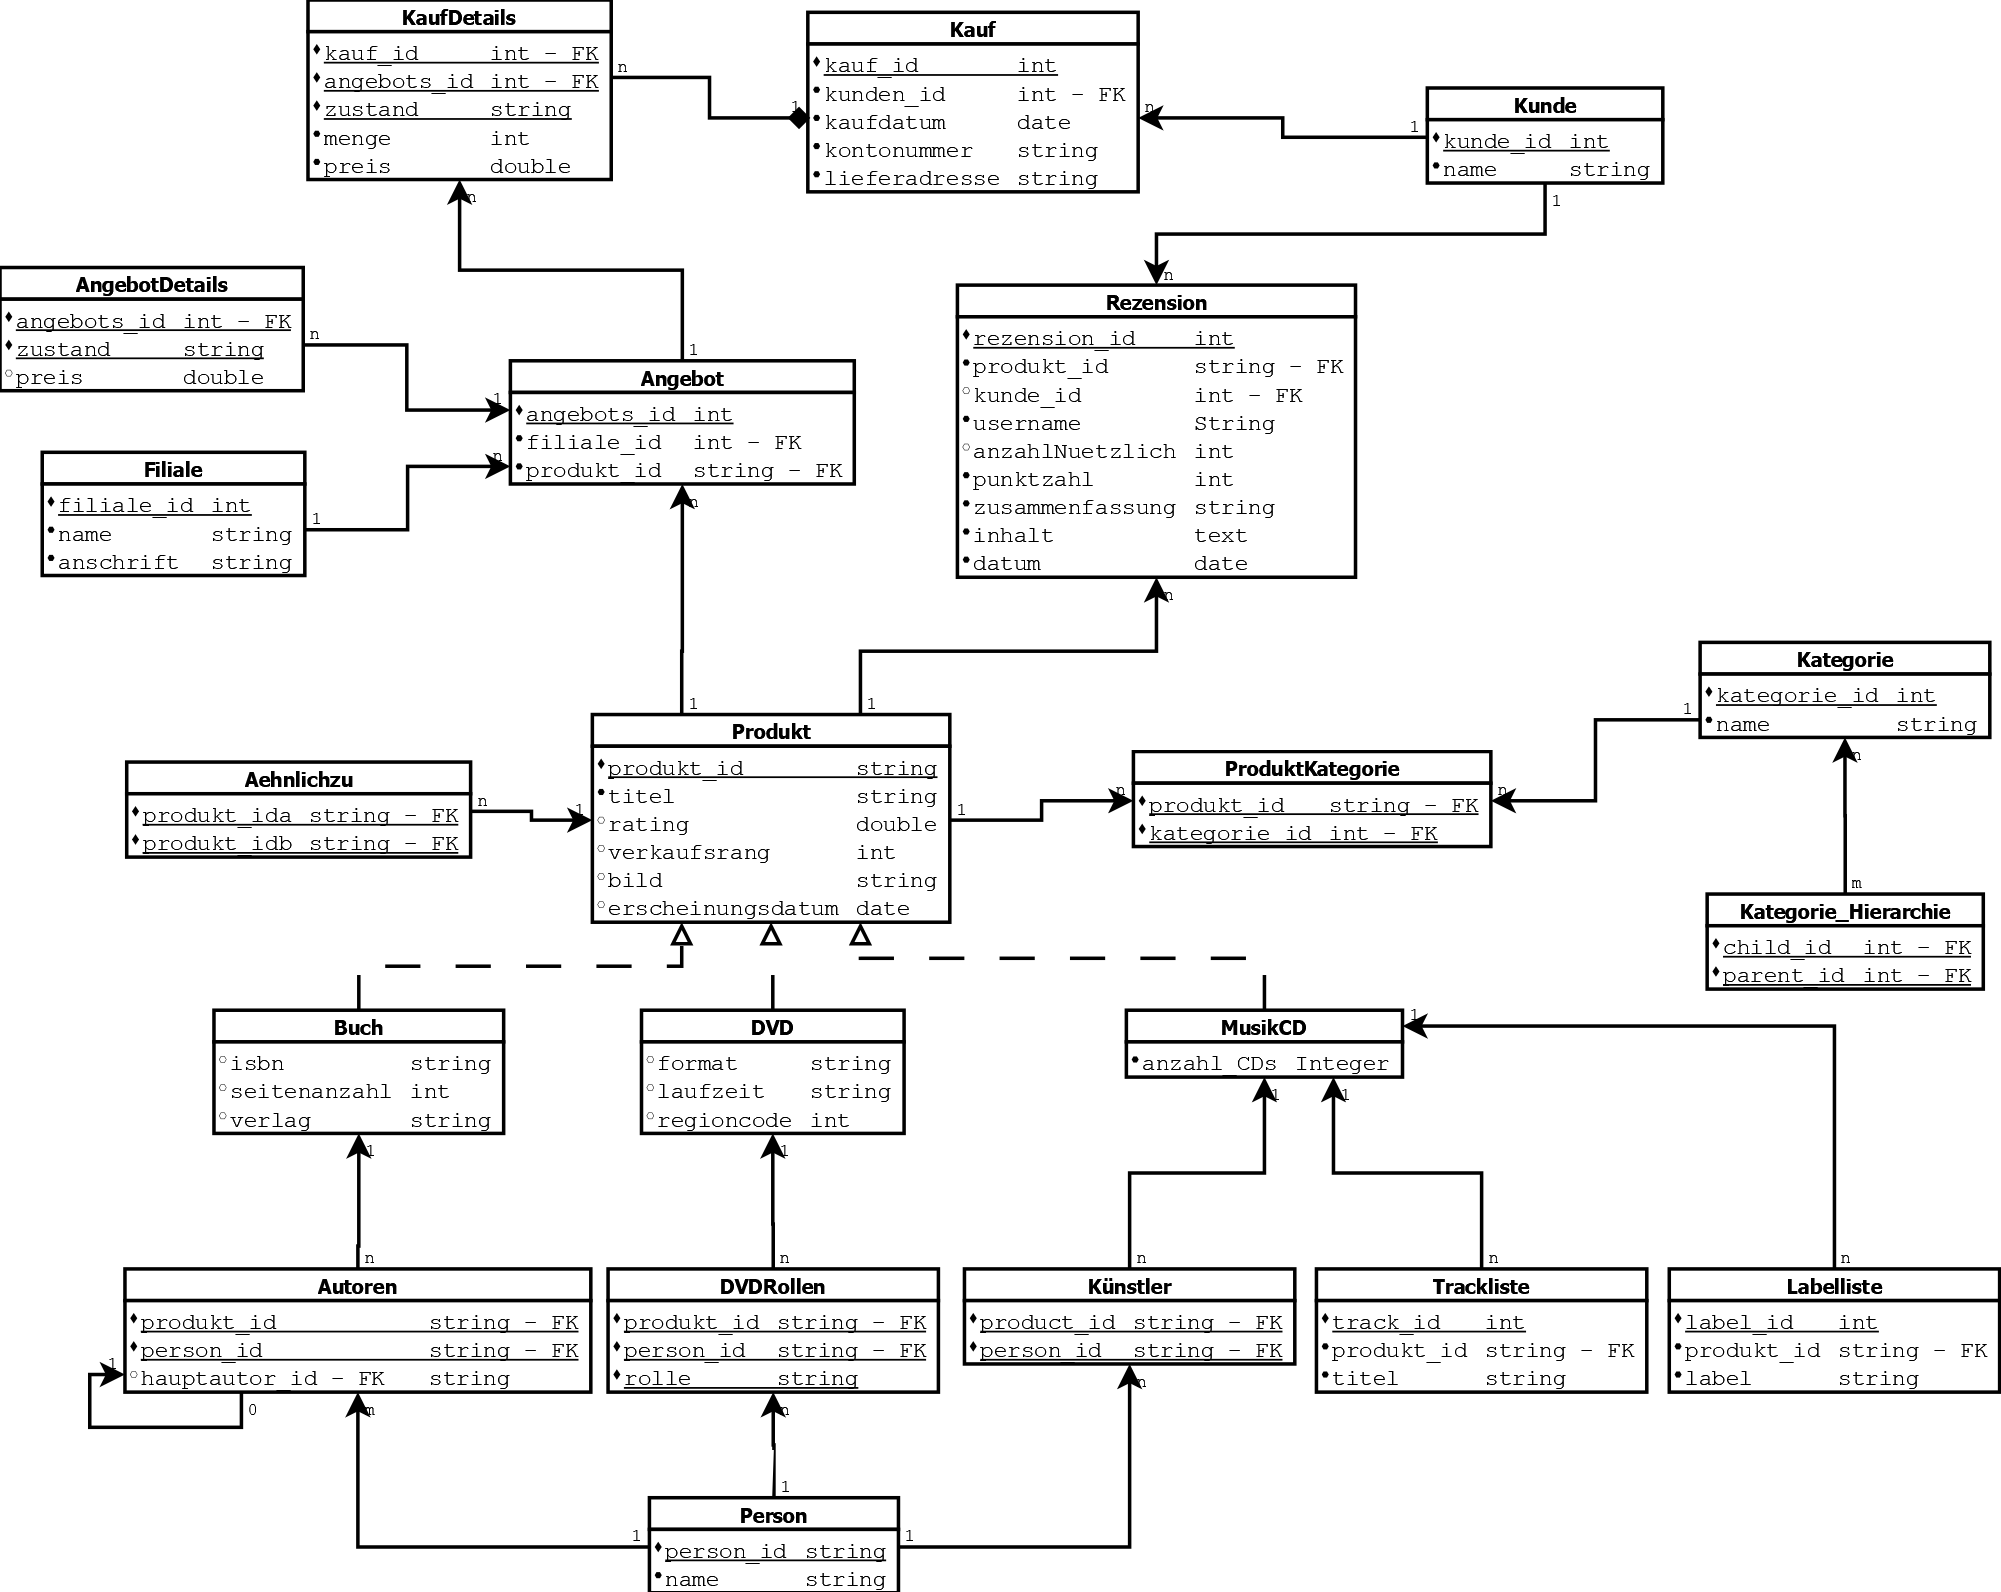 KaufDetails
kauf_id int - FK
angebots_id int - FK
zustand string
menge int
preis double
n
1
Kauf
kauf_id int
kunden_id int - FK
kaufdatum date
kontonummer string
lieferadresse string
n
1
Kunde
kunde_id int
name string
1
n
n
AngebotDetails
angebots_id int - FK
zustand string
preis double
n
1
1
Angebot
angebots_id int
filiale_id int - FK
produkt_id string - FK
n
n
Filiale
filiale_id int
name string
anschrift string
1
Rezension
rezension_id int
produkt_id string - FK
kunde_id int - FK
username String
anzahlNuetzlich int
punktzahl int
zusammenfassung string
inhalt text
datum date
n
1
1
Produkt
produkt_id string
titel string
rating double
verkaufsrang int
bild string
erscheinungsdatum date
Aehnlichzu
produkt_ida string - FK
produkt_idb string - FK
n
1
1
n
ProduktKategorie
produkt_id string - FK
kategorie_id int - FK
n
1
Kategorie
kategorie_id int
name string
n
m
Kategorie_Hierarchie
child_id int - FK
parent_id int - FK
Buch
isbn string
seitenanzahl int
verlag string
1
DVD
format string
laufzeit string
regioncode int
1
MusikCD
anzahl_CDs Integer
1
1
1
n
n
n
n
n
Autoren
produkt_id string - FK
person_id string - FK
hauptautor_id - FK string
1
0
m
DVDRollen
produkt_id string - FK
person_id string - FK
rolle string
n
Künstler
product_id string - FK
person_id string - FK
n
Trackliste
track_id int
produkt_id string - FK
titel string
Labelliste
label_id int
produkt_id string - FK
label string
1
1
1
Person
person_id string
name string